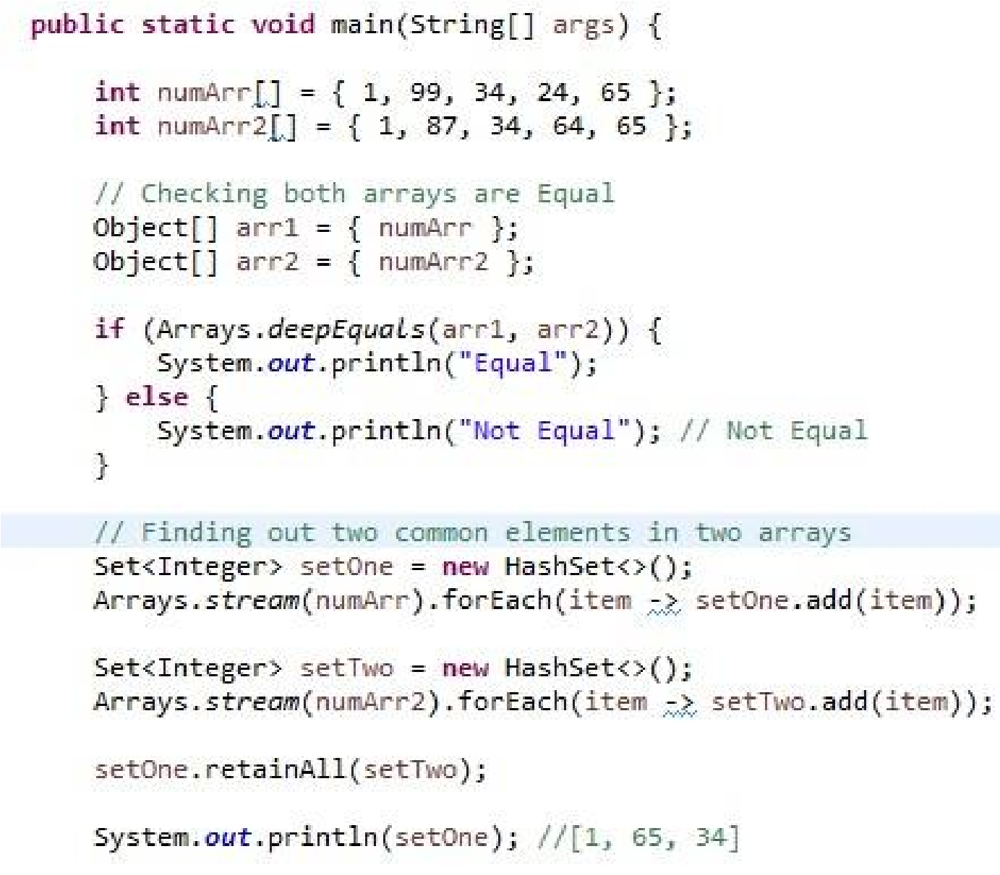 public static void main(String[] args) {
int numArr[] = { 1, 99, 34, 24, 65 };
int numArr2[] = { 1, 87, 34, 64, 65 };
// Checking both arrays are Equal
Object[] arr1 = { numArr };
Object[] arr2 = { numArr2 };
if (Arrays.deepEquals(arr1, arr2)) {
System.out.println("Equal");
} else {
System.out.println("Not Equal"); // Not Equal
}
// Finding out two common elements in two arrays
Set<Integer> setOne = new HashSet<>();
Arrays.stream(numArr).forEach(item -> setOne.add(item));
Set<Integer> setTwo = new HashSet<>();
Arrays.stream(numArr2).forEach(item -> setTwo.add(item));
setOne.retainAll(setTwo);
System.out.println(setOne); //[1, 65, 34]